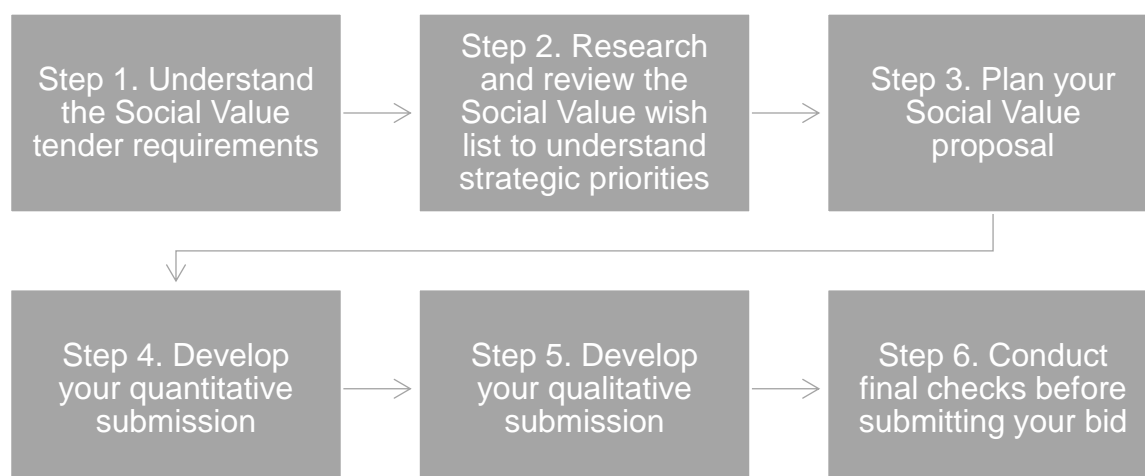 Step 1. Understand
the Social Value
tender requirements
Step 2. Research
and review the
Social Value wish
list to understand
strategic priorities
Step 3. Plan your
Social Value
proposal
Step 4. Develop
your quantitative
submission
Step 5. Develop
your qualitative
submission
Step 6. Conduct
final checks before
submitting your bid